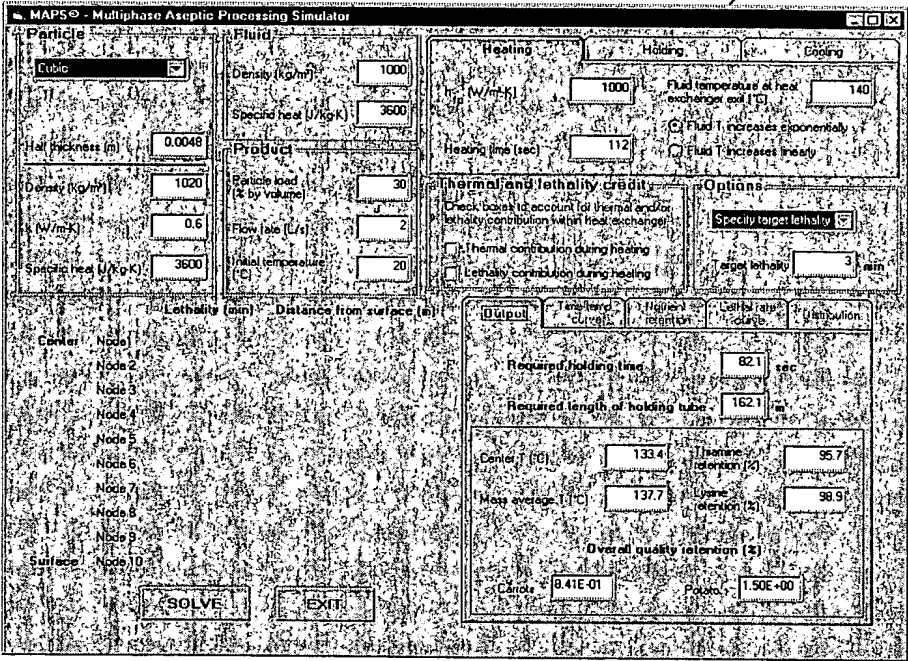 MAPS© - Multiphase Aseptic Processing Simulator
Particle
Cubic
Half thickness (m) 0.0048
Density (kg/m³) 1020
(W/m·K) 0.6
Specific heat (J/kg·K) 3600
Fluid
Density (kg/m³) 1000
Specific heat (J/kg·K) 3600
Product
Particle load (% by volume) 30
Flow rate (L/s) 2
Initial temperature (°C) 20
Heating Holding Cooling
(W/m²·K) 1000
Heating time (sec) 112
Fluid temperature at heat exchanger exit (°C) 140
Fluid T increases exponentially
Fluid T increases linearly
Thermal and lethality credit
Check boxes to account for thermal and/or
lethality contribution within heat exchanger
Thermal contribution during heating
Lethality contribution during heating
Options
Specify target lethality
Target lethality 3 min
Lethality (min) Distance from surface (m)
Center Node 1
Node 2
Node 3
Node 4
Node 5
Node 6
Node 7
Node 8
Node 9
Surface Node 10
SOLVE EXIT
Output Time-temp curve Nutrient retention Lethal rate curve Distribution
Required holding time 82.1 sec
Required length of holding tube 162.1 m
Center T (°C) 133.4
Thiamine retention (%) 95.7
Mass average T (°C) 137.7
Lysine retention (%) 98.9
Overall quality retention (%)
Carrots 8.41E-01
Potato 1.50E+00